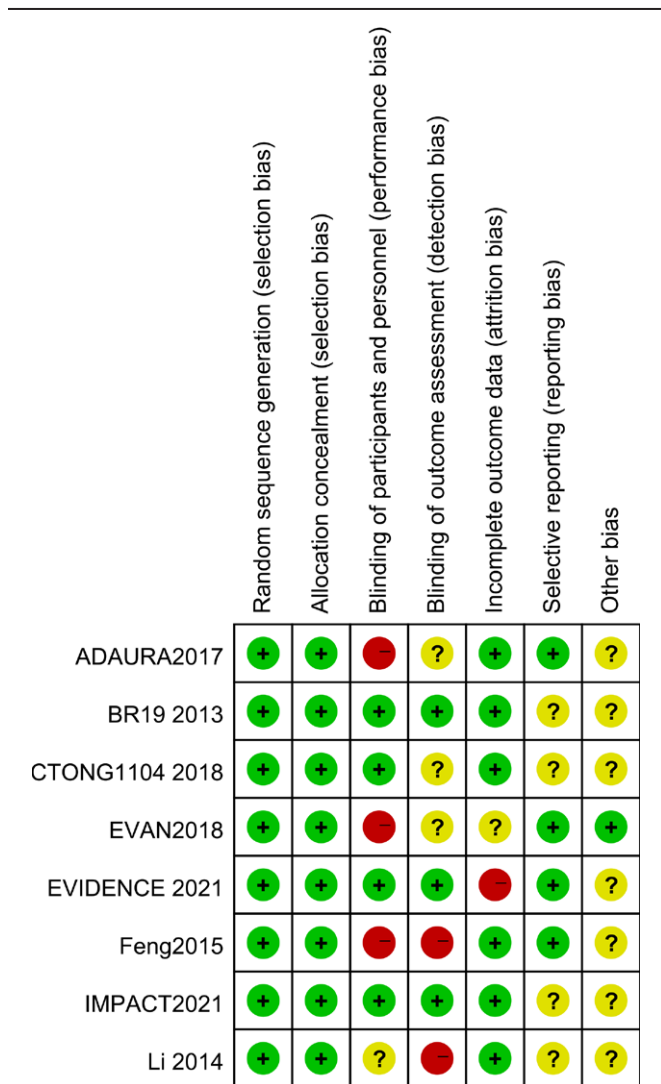 Random sequence generation (selection bias)
Allocation concealment (selection bias)
Blinding of participants and personnel (performance bias)
Blinding of outcome assessment (detection bias)
Incomplete outcome data (attrition bias)
Selective reporting (reporting bias)
Other bias
ADAURA2017 + + – ? + + ?
BR19 2013 + + + + + ? ?
CTONG1104 2018 + + + ? + ? ?
EVAN2018 + + – ? ? + +
EVIDENCE 2021 + + + + – + ?
Feng2015 + + – – + + ?
IMPACT2021 + + + + + ? ?
Li 2014 + + ? – + ? ?